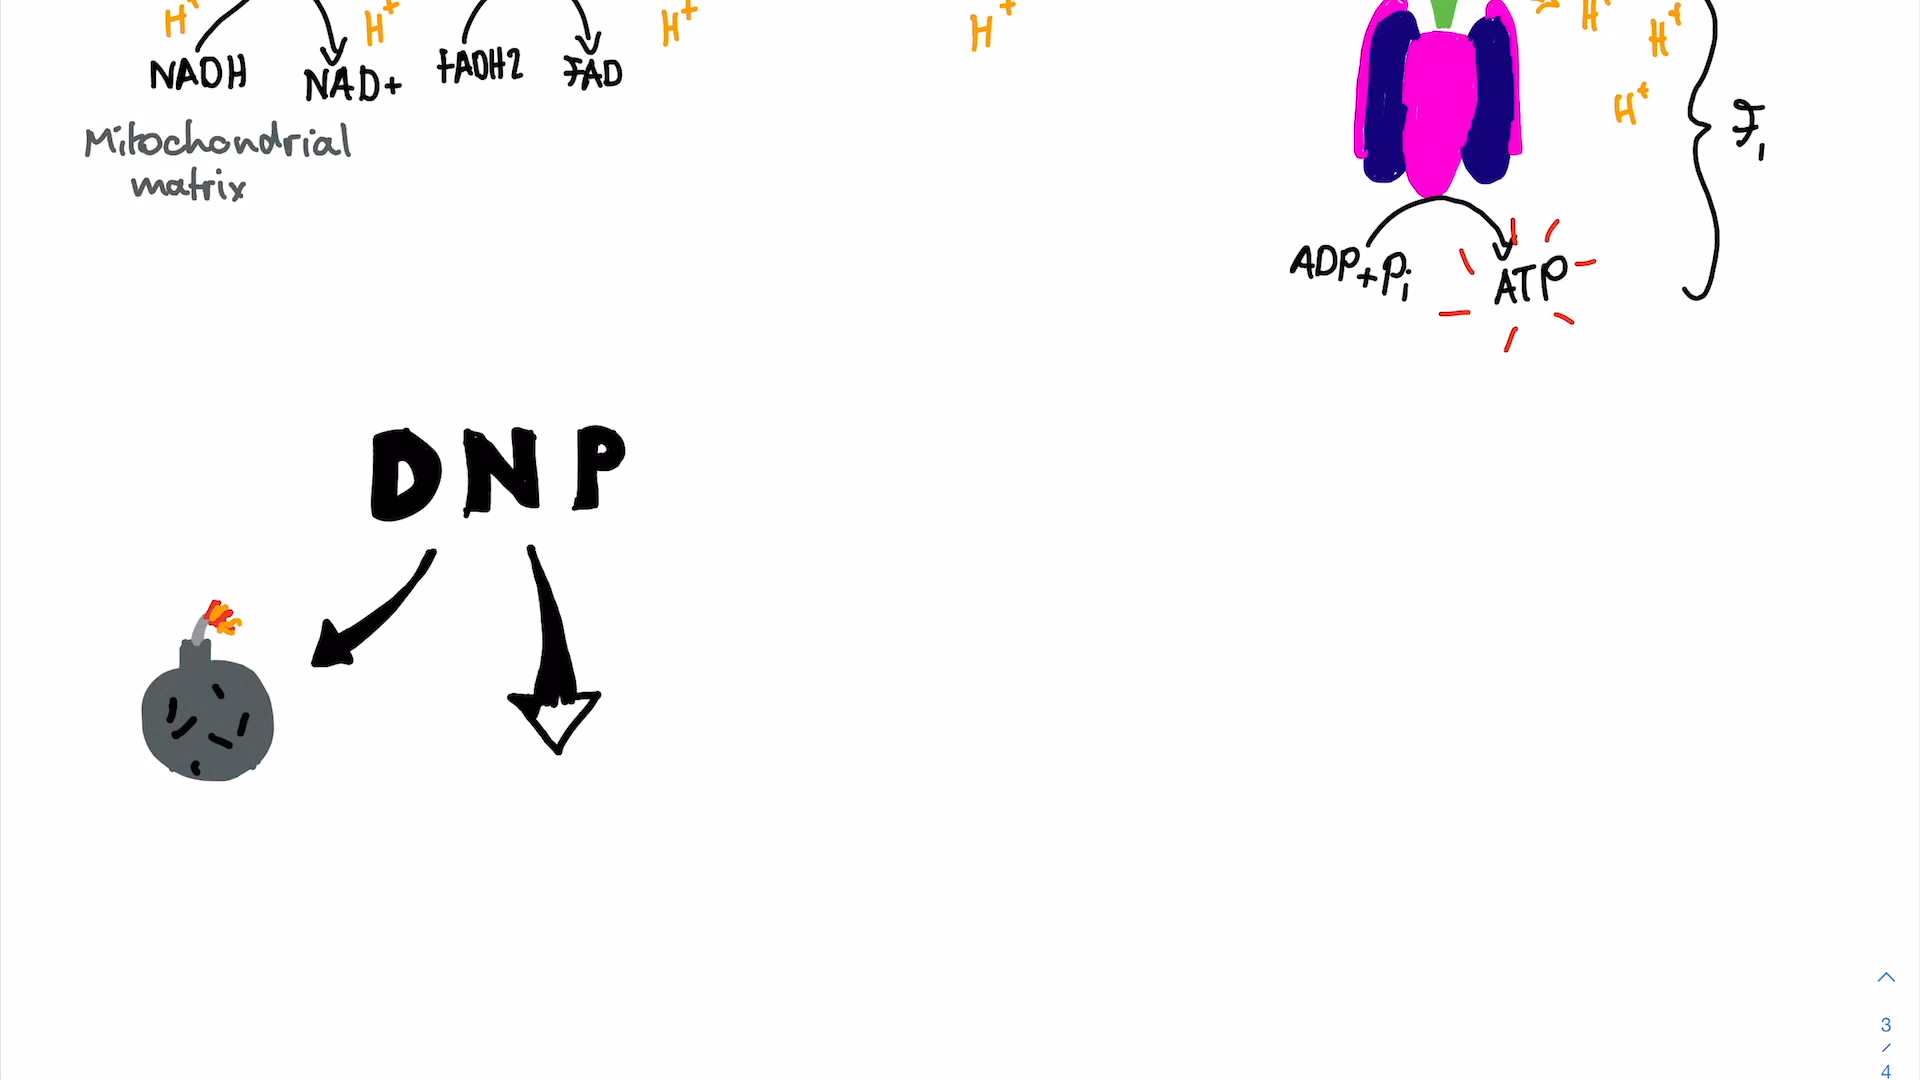 H+ H+ H+ H+ H+ H+
NADH NAD+ FADH2 FAD
H+
F1
Mitochondrial
matrix
ADP+Pi ATP
DNP
3
/
4